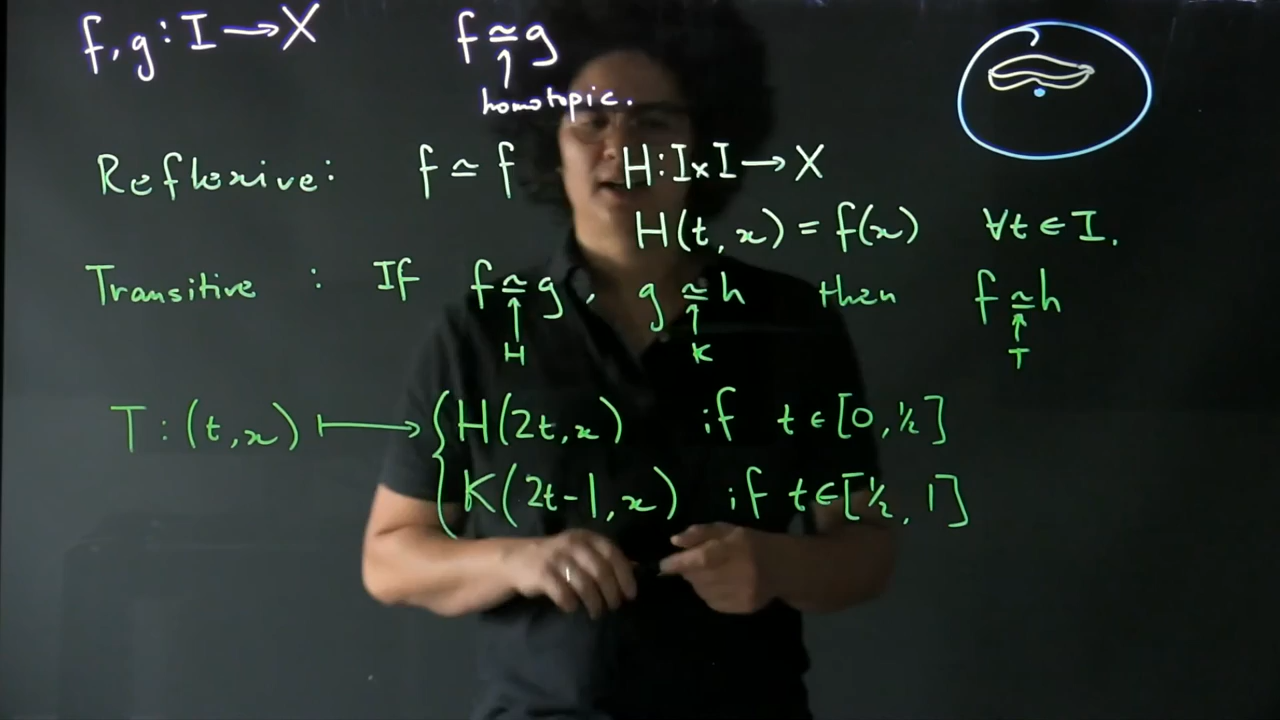 f, g : I → X f ≃ g
↑
homotopic.
Reflexive: f ≃ f H : I × I → X
H(t, x) = f(x) ∀t ∈ I.
Transitive : If f ≃ g, g ≃ h then f ≃ h
↑ ↑ ↑
H K T
T : (t, x) ⟼ { H(2t, x) if t ∈ [0, ½]
K(2t-1, x) if t ∈ [½, 1]